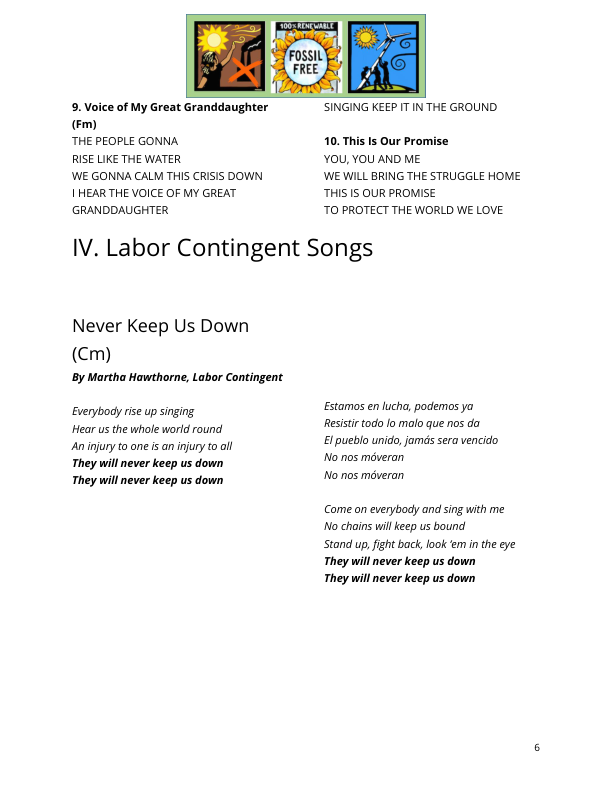 100% RENEWABLE
FOSSIL
FREE
9. Voice of My Great Granddaughter
(Fm)
THE PEOPLE GONNA
RISE LIKE THE WATER
WE GONNA CALM THIS CRISIS DOWN
I HEAR THE VOICE OF MY GREAT
GRANDDAUGHTER
SINGING KEEP IT IN THE GROUND
10. This Is Our Promise
YOU, YOU AND ME
WE WILL BRING THE STRUGGLE HOME
THIS IS OUR PROMISE
TO PROTECT THE WORLD WE LOVE
IV. Labor Contingent Songs
Never Keep Us Down
(Cm)
By Martha Hawthorne, Labor Contingent
Everybody rise up singing
Hear us the whole world round
An injury to one is an injury to all
They will never keep us down
They will never keep us down
Estamos en lucha, podemos ya
Resistir todo lo malo que nos da
El pueblo unido, jamás sera vencido
No nos móveran
No nos móveran
Come on everybody and sing with me
No chains will keep us bound
Stand up, fight back, look ‘em in the eye
They will never keep us down
They will never keep us down
6